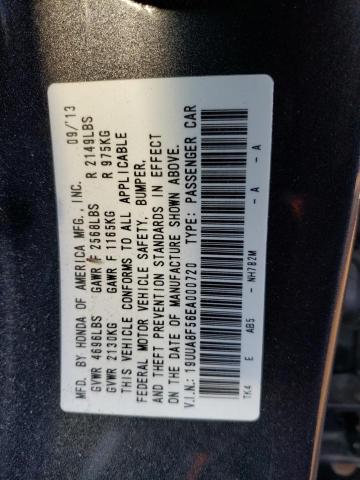 MFD. BY HONDA OF AMERICA MFG., INC. 09/'13
GVWR 4696LBS GAWR F 2568LBS R 2149LBS
GVWR 2130KG GAWR F 1165KG R 975KG
THIS VEHICLE CONFORMS TO ALL APPLICABLE
FEDERAL MOTOR VEHICLE SAFETY, BUMPER,
AND THEFT PREVENTION STANDARDS IN EFFECT
ON THE DATE OF MANUFACTURE SHOWN ABOVE.
V.I.N.: 19UUA8F56EA000720 TYPE: PASSENGER CAR
TK4 E AB5 NH782M - A - A